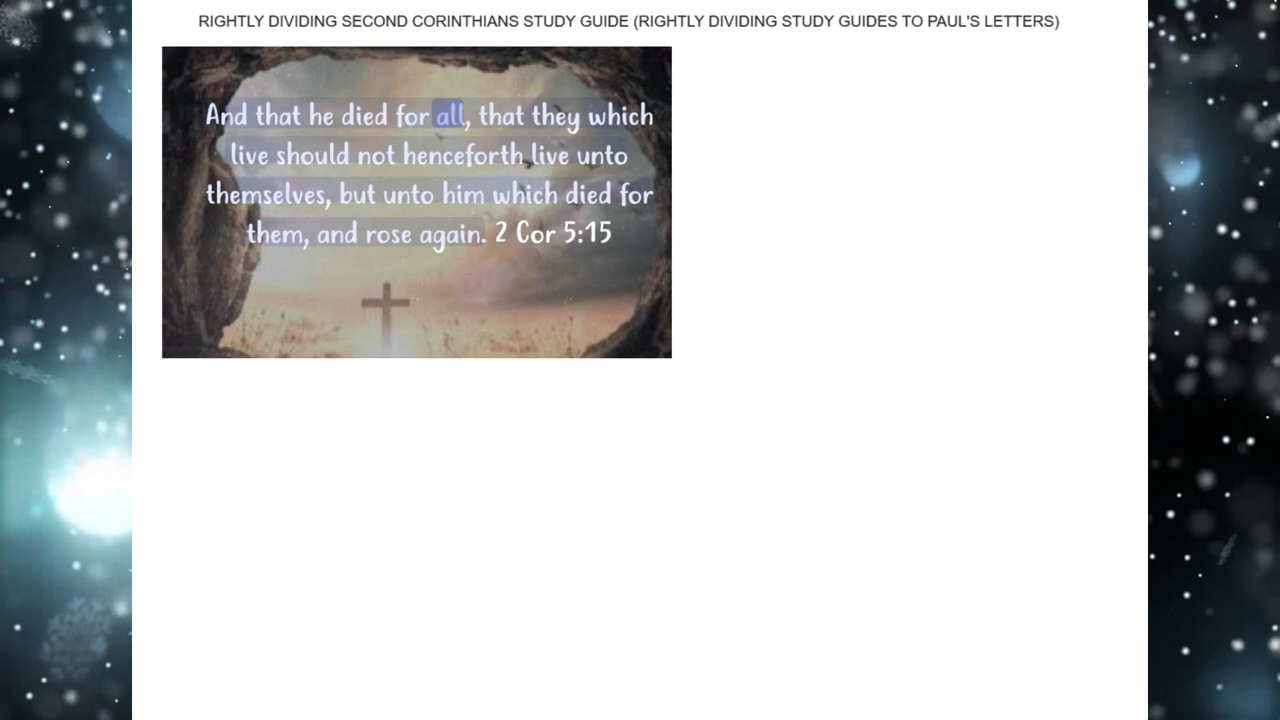 RIGHTLY DIVIDING SECOND CORINTHIANS STUDY GUIDE (RIGHTLY DIVIDING STUDY GUIDES TO PAUL'S LETTERS)
And that he died for all, that they which
live should not henceforth live unto
themselves, but unto him which died for
them, and rose again. 2 Cor 5:15